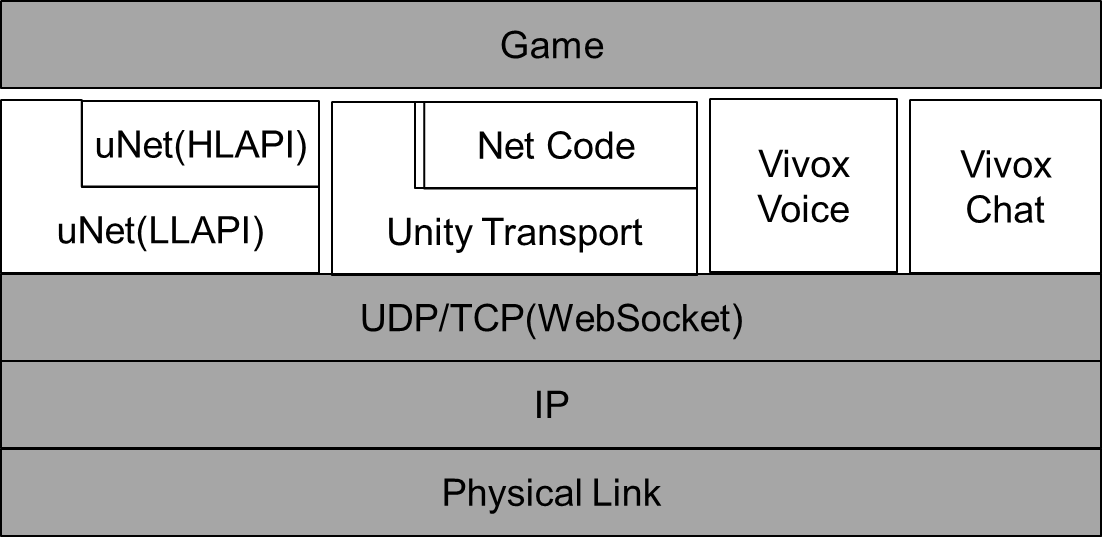 Game
uNet(HLAPI)
uNet(LLAPI)
Net Code
Unity Transport
Vivox
Voice
Vivox
Chat
UDP/TCP(WebSocket)
IP
Physical Link